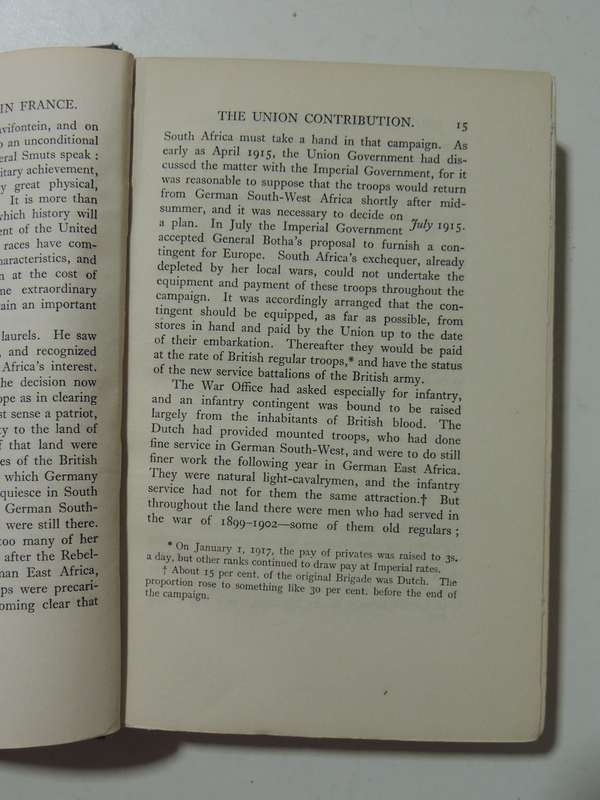 IN FRANCE.
vifontein, and on
o an unconditional
eral Smuts speak :
itary achievement,
y great physical,
It is more than
which history will
ent of the United
races have com-
haracteristics, and
n at the cost of
me extraordinary
ain an important
laurels. He saw
, and recognized
Africa's interest.
he decision now
ope as in clearing
st sense a patriot,
ty to the land of
f that land were
es of the British
which Germany
quiesce in South
German South-
were still there.
too many of her
after the Rebel-
man East Africa,
ps were precari-
oming clear that
THE UNION CONTRIBUTION. 15
South Africa must take a hand in that campaign. As
early as April 1915, the Union Government had dis-
cussed the matter with the Imperial Government, for it
was reasonable to suppose that the troops would return
from German South-West Africa shortly after mid-
summer, and it was necessary to decide on
a plan. In July the Imperial Government July 1915.
accepted General Botha's proposal to furnish a con-
tingent for Europe. South Africa's exchequer, already
depleted by her local wars, could not undertake the
equipment and payment of these troops throughout the
campaign. It was accordingly arranged that the con-
tingent should be equipped, as far as possible, from
stores in hand and paid by the Union up to the date
of their embarkation. Thereafter they would be paid
at the rate of British regular troops,* and have the status
of the new service battalions of the British army.
The War Office had asked especially for infantry,
and an infantry contingent was bound to be raised
largely from the inhabitants of British blood. The
Dutch had provided mounted troops, who had done
fine service in German South-West, and were to do still
finer work the following year in German East Africa.
They were natural light-cavalrymen, and the infantry
service had not for them the same attraction.† But
throughout the land there were men who had served in
the war of 1899-1902—some of them old regulars ;
* On January 1, 1917, the pay of privates was raised to 3s.
a day, but other ranks continued to draw pay at Imperial rates.
† About 15 per cent. of the original Brigade was Dutch. The
proportion rose to something like 30 per cent. before the end of
the campaign.